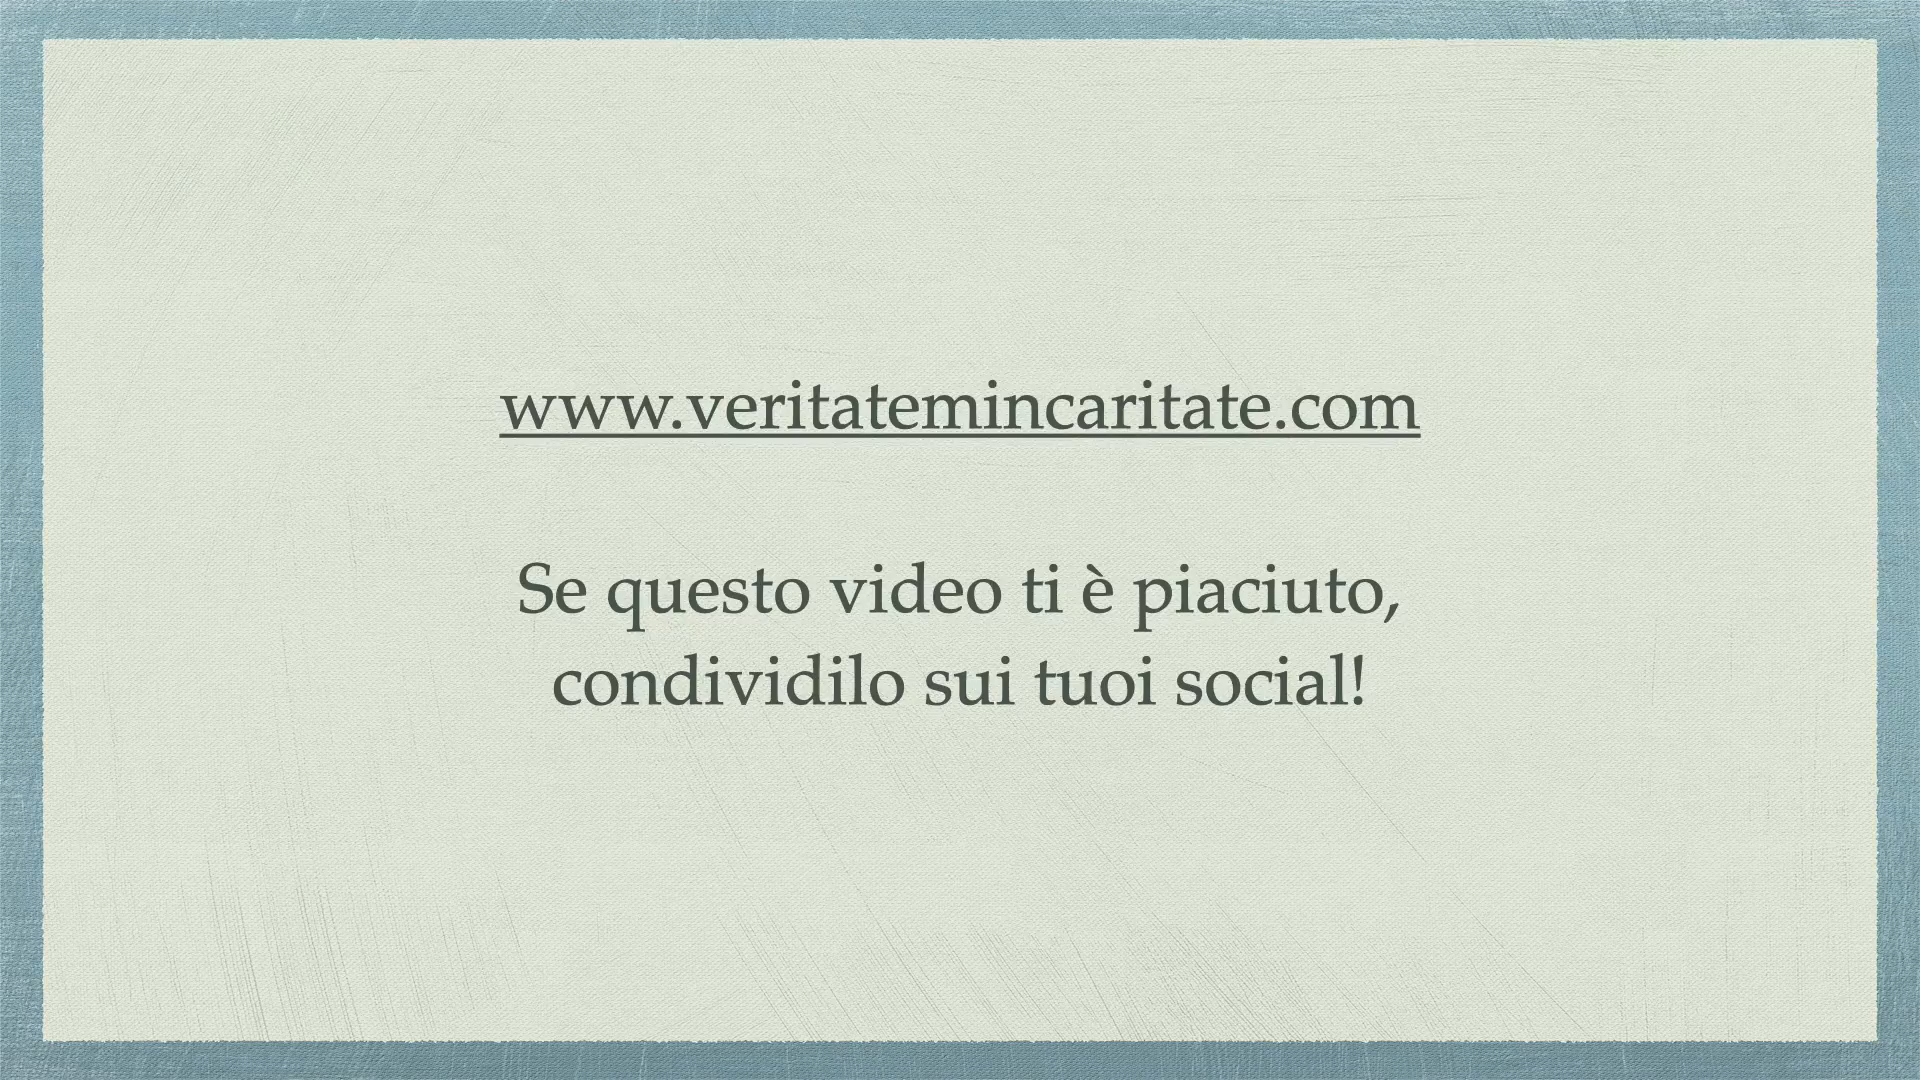 www.veritatemincaritate.com
Se questo video ti è piaciuto,
condividilo sui tuoi social!